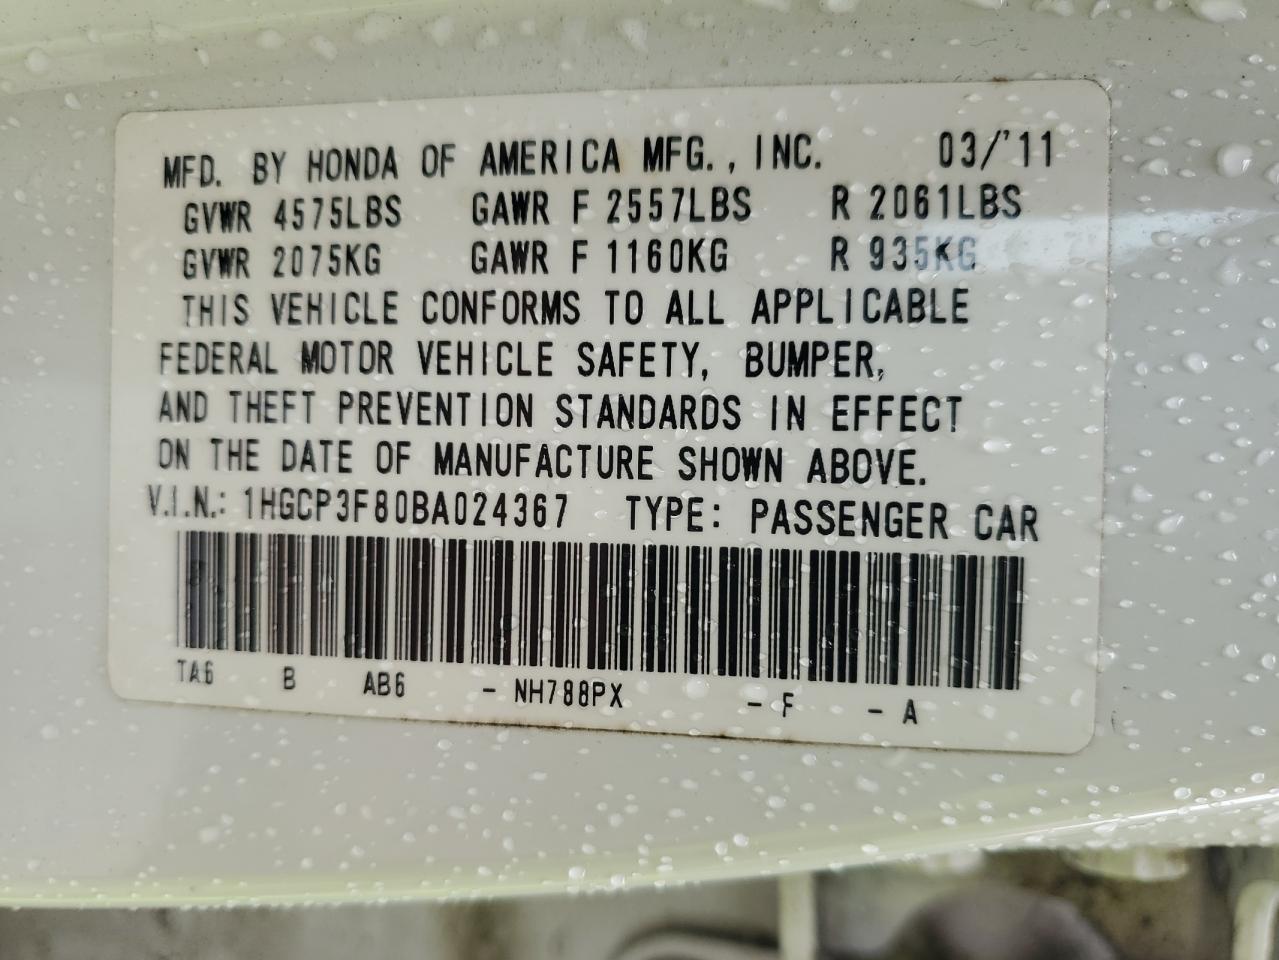 MFD. BY HONDA OF AMERICA MFG., INC. 03/'11
GVWR 4575LBS GAWR F 2557LBS R 2061LBS
GVWR 2075KG GAWR F 1160KG R 935KG
THIS VEHICLE CONFORMS TO ALL APPLICABLE
FEDERAL MOTOR VEHICLE SAFETY, BUMPER,
AND THEFT PREVENTION STANDARDS IN EFFECT
ON THE DATE OF MANUFACTURE SHOWN ABOVE.
V.I.N.: 1HGCP3F80BA024367 TYPE: PASSENGER CAR
TA6 B AB6 - NH788PX - F - A